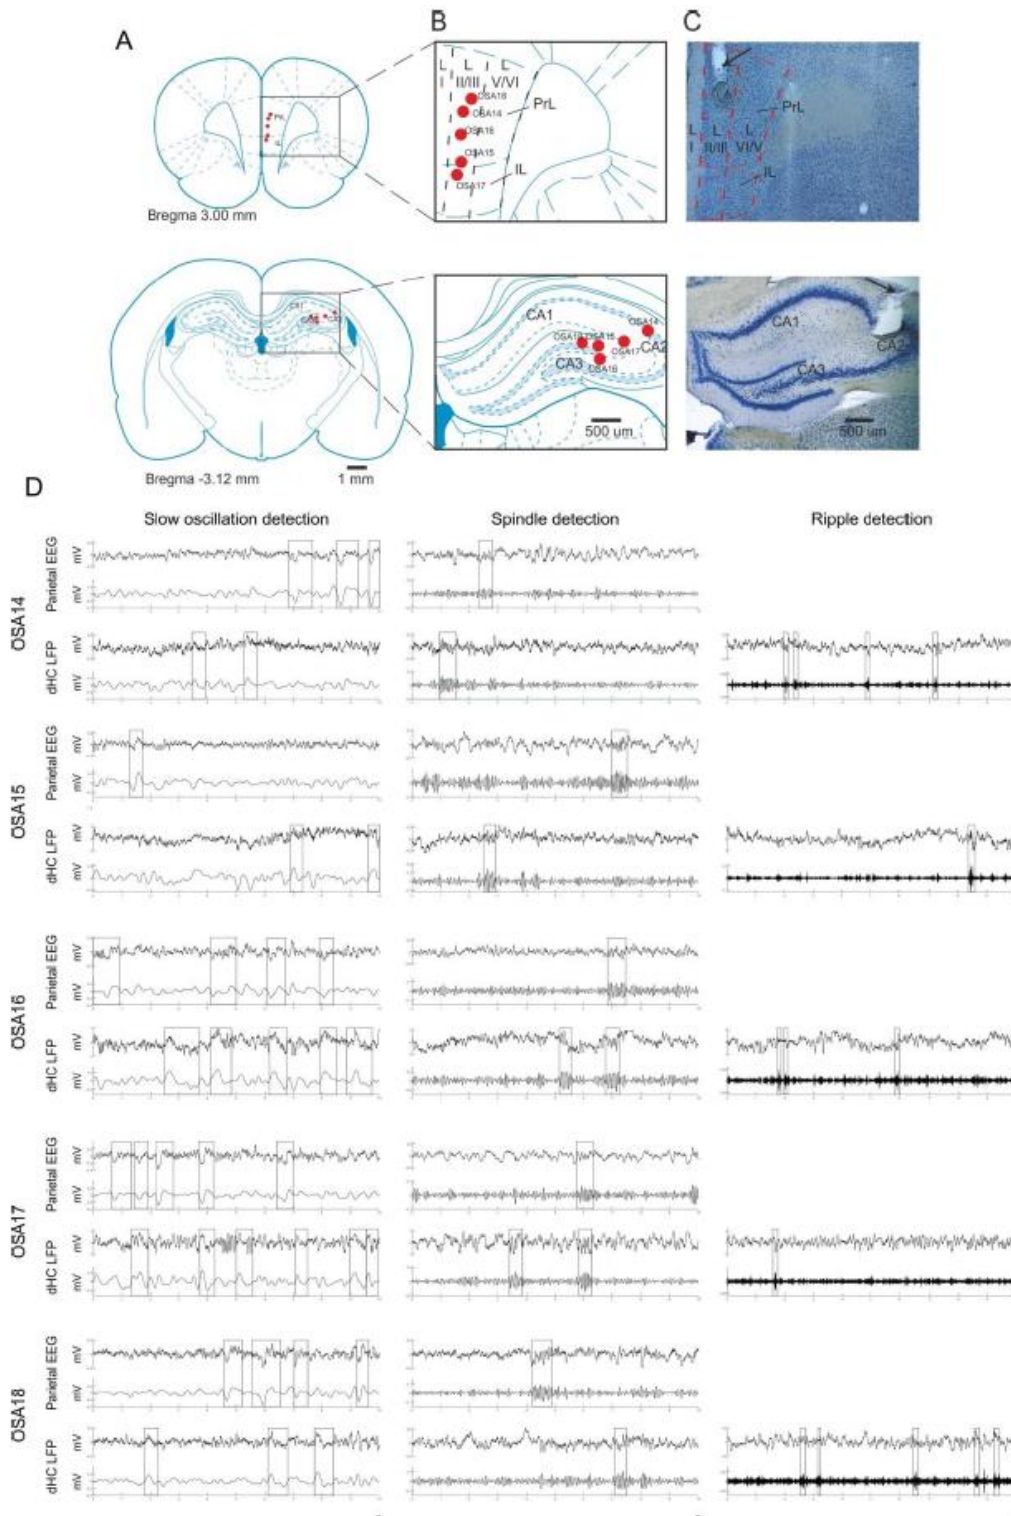 A
B
C
PrL
IL
Bregma 3.00 mm
L L L
I II/III V/VI
OSA18
OSA14
OSA16
OSA15
OSA17
PrL
IL
PrL
L L L
I II/III VI/V
IL
CA1
Bregma -3.12 mm
1 mm
CA1
OSA14
OSA15
OSA17
CA2
CA3
OSA16
500 um
CA1
CA2
CA3
500 um
D
Slow oscillation detection
Spindle detection
Ripple detection
OSA14
Parietal EEG
mV
mV
dHC LFP
mV
mV
OSA15
Parietal EEG
mV
mV
dHC LFP
mV
mV
OSA16
Parietal EEG
mV
mV
dHC LFP
mV
mV
OSA17
Parietal EEG
mV
mV
dHC LFP
mV
mV
OSA18
Parietal EEG
mV
mV
dHC LFP
mV
mV